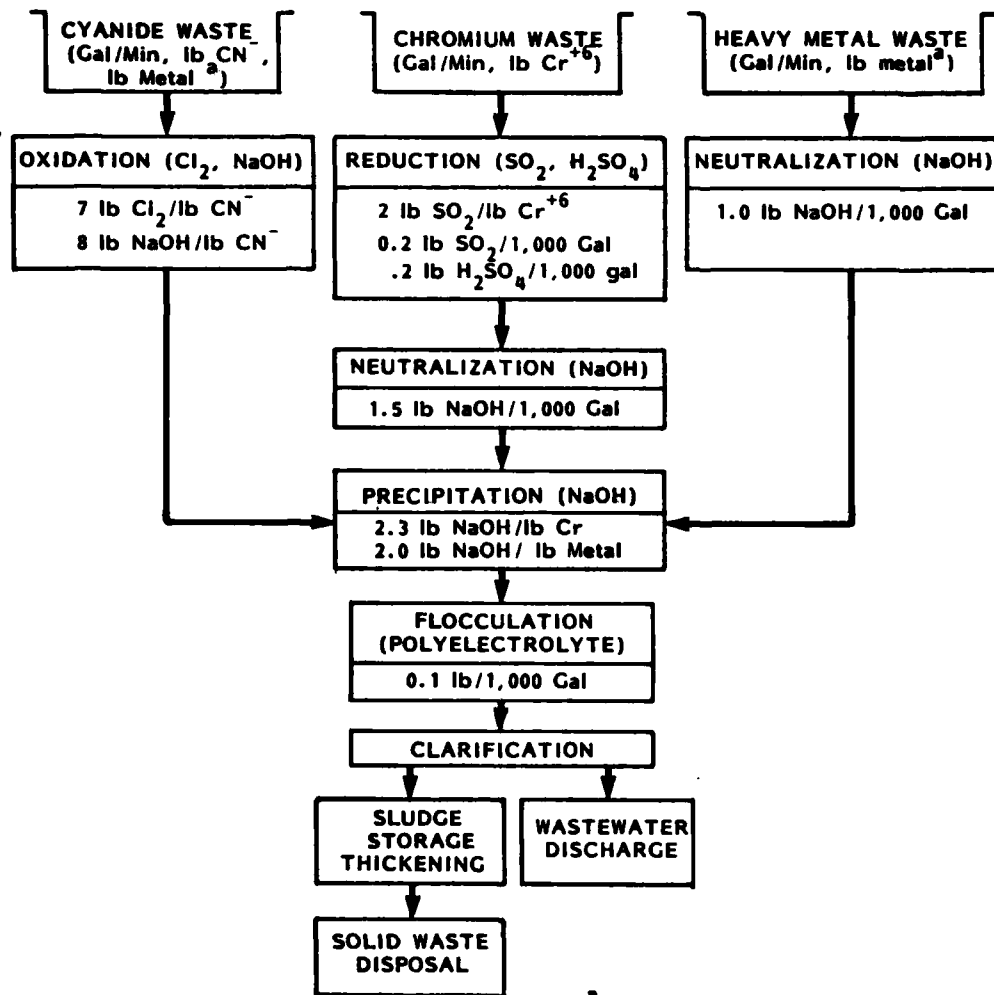 CYANIDE WASTE
(Gal/Min, lb CN⁻,
lb Metalᵃ)
CHROMIUM WASTE
(Gal/Min, lb Cr⁺⁶)
HEAVY METAL WASTE
(Gal/Min, lb metalᵃ)
OXIDATION (Cl₂, NaOH)
7 lb Cl₂/lb CN⁻
8 lb NaOH/lb CN⁻
REDUCTION (SO₂, H₂SO₄)
2 lb SO₂/lb Cr⁺⁶
0.2 lb SO₂/1,000 Gal
.2 lb H₂SO₄/1,000 gal
NEUTRALIZATION (NaOH)
1.0 lb NaOH/1,000 Gal
NEUTRALIZATION (NaOH)
1.5 lb NaOH/1,000 Gal
PRECIPITATION (NaOH)
2.3 lb NaOH/lb Cr
2.0 lb NaOH/ lb Metal
FLOCCULATION
(POLYELECTROLYTE)
0.1 lb/1,000 Gal
CLARIFICATION
SLUDGE
STORAGE
THICKENING
WASTEWATER
DISCHARGE
SOLID WASTE
DISPOSAL